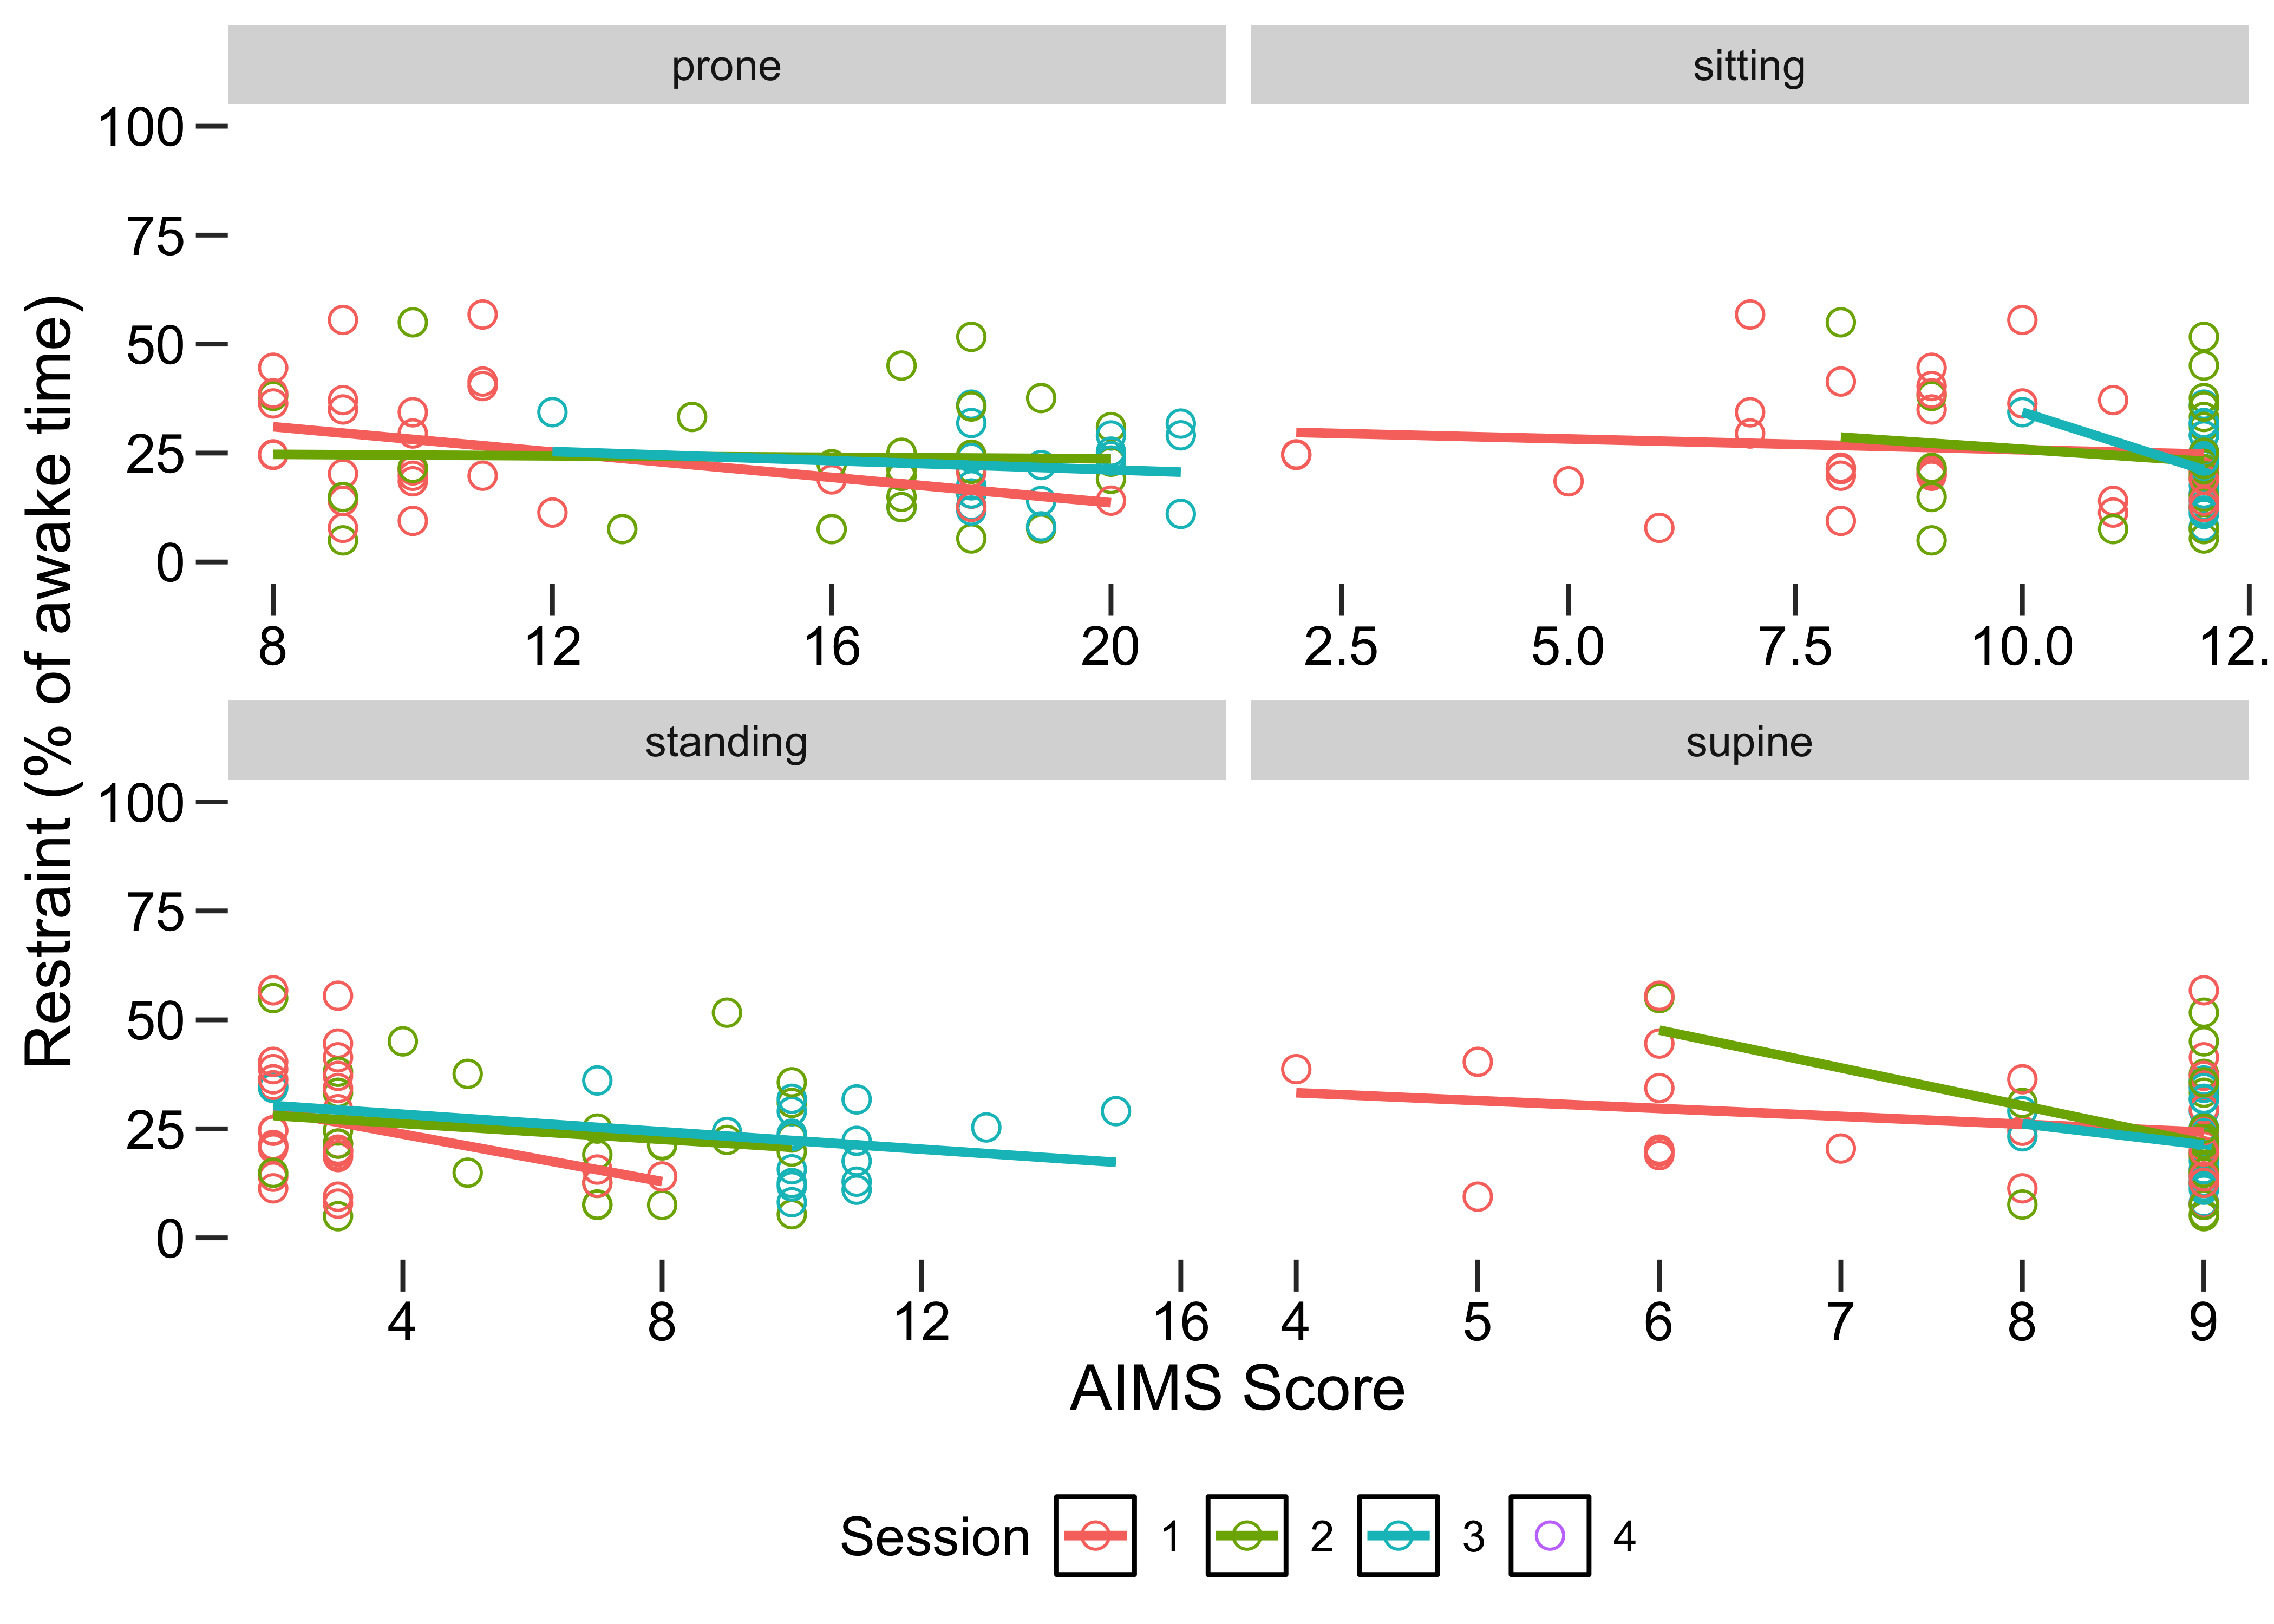 prone sitting
100
75
50
25
0
8 12 16 20 2.5 5.0 7.5 10.0 12.
standing supine
100
75
50
25
0
4 8 12 16 4 5 6 7 8 9
Restraint (% of awake time)
AIMS Score
Session 1 2 3 4